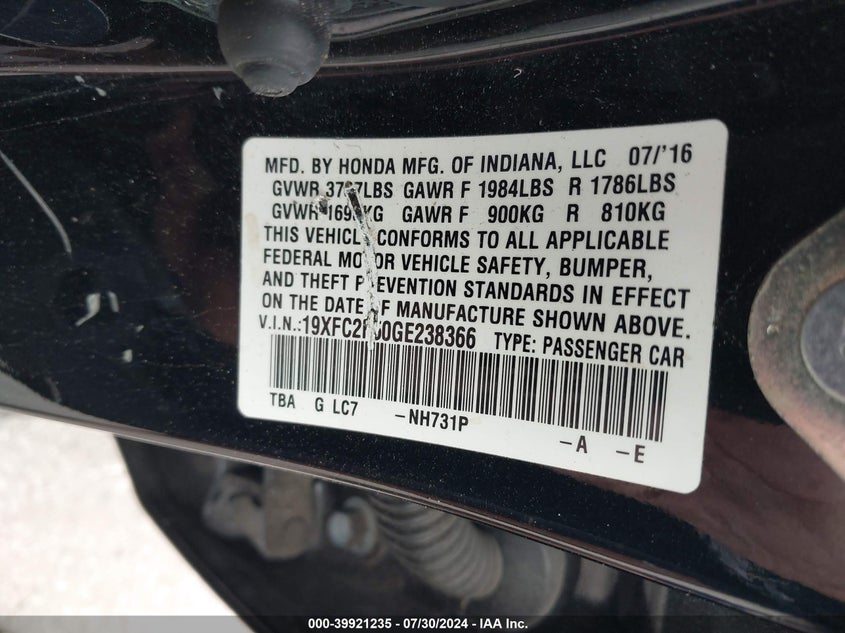 MFD. BY HONDA MFG. OF INDIANA, LLC 07/'16
GVWR GAWR F 1984LBS R 1786LBS
GVWR GAWR F 900KG R 810KG
THIS VEHICLE CONFORMS TO ALL APPLICABLE
FEDERAL MOTOR VEHICLE SAFETY, BUMPER,
AND THEFT PREVENTION STANDARDS IN EFFECT
ON THE DATE OF MANUFACTURE SHOWN ABOVE.
V.I.N.: TYPE: PASSENGER CAR
TBA G LC7 -NH731P -A -E
000-39921235 - 07/30/2024 - IAA Inc.